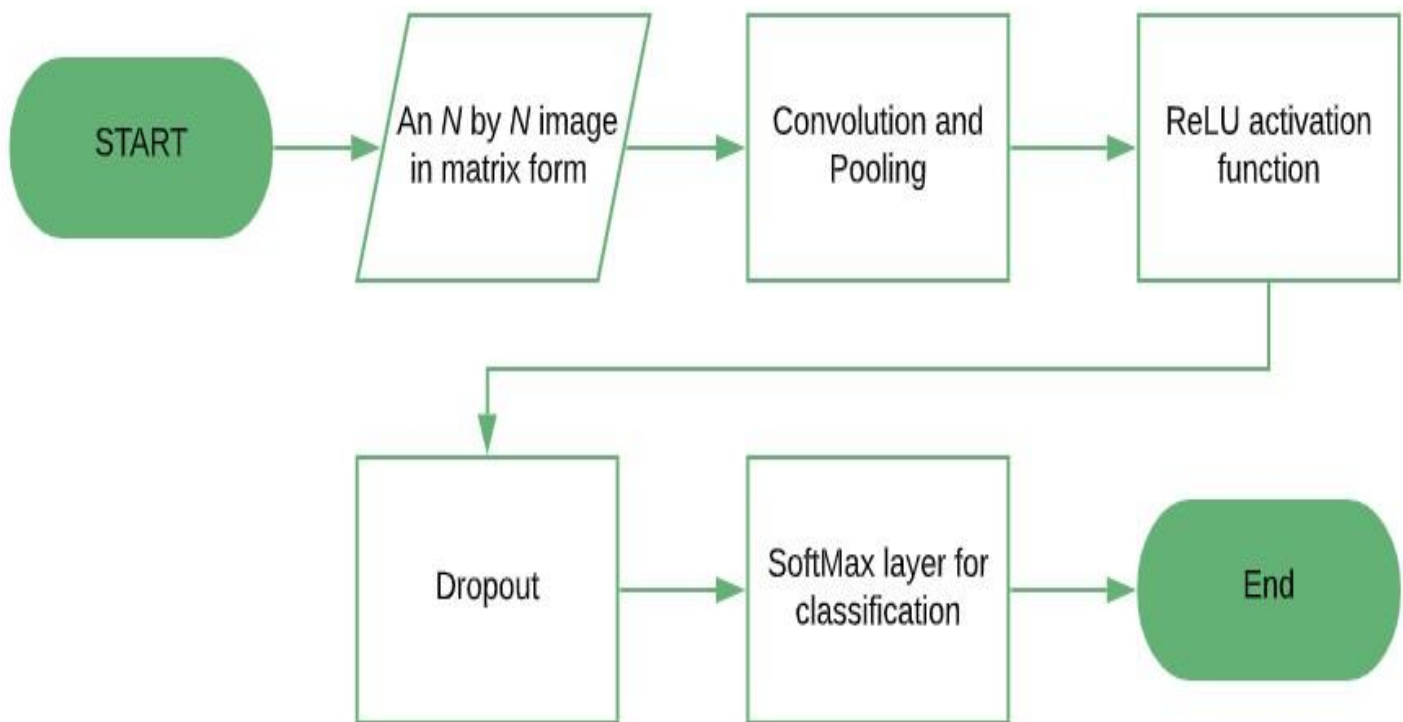 START
An N by N image
in matrix form
Convolution and
Pooling
ReLU activation
function
Dropout
SoftMax layer for
classification
End